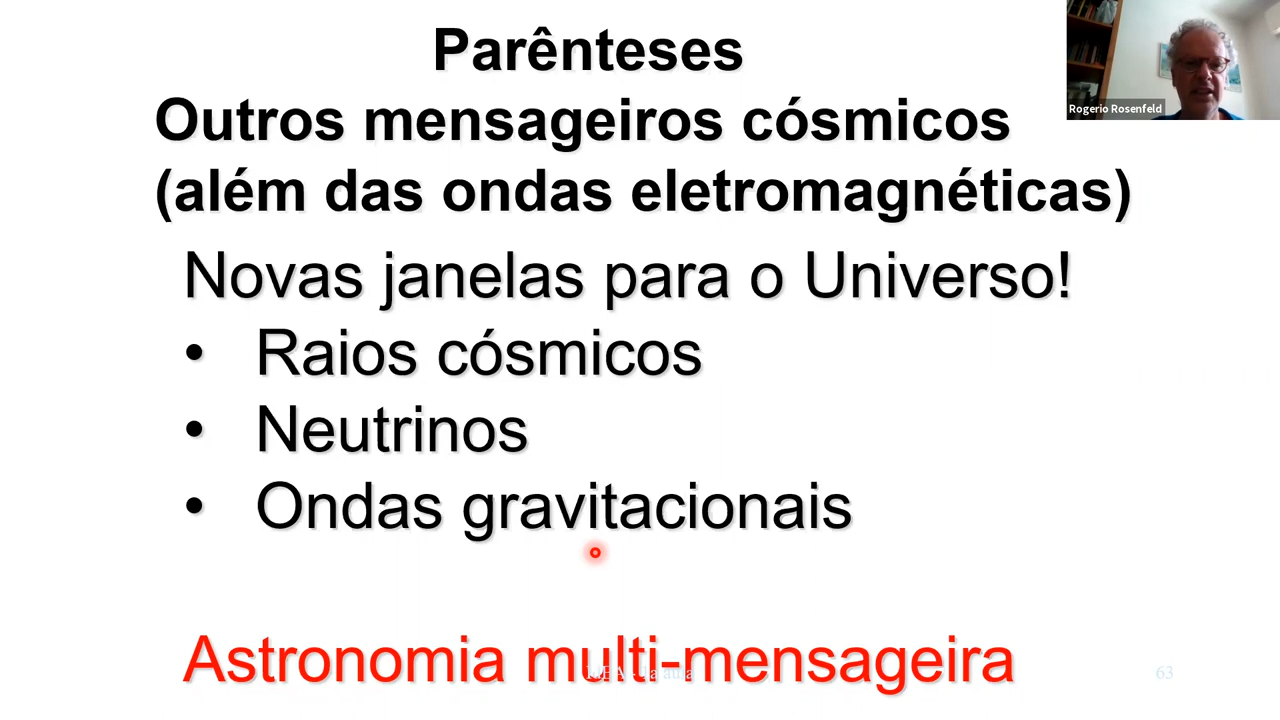 Parênteses
Outros mensageiros cósmicos
(além das ondas eletromagnéticas)
Novas janelas para o Universo!
• Raios cósmicos
• Neutrinos
• Ondas gravitacionais
Astronomia multi-mensageira
63
Rogerio Rosenfeld